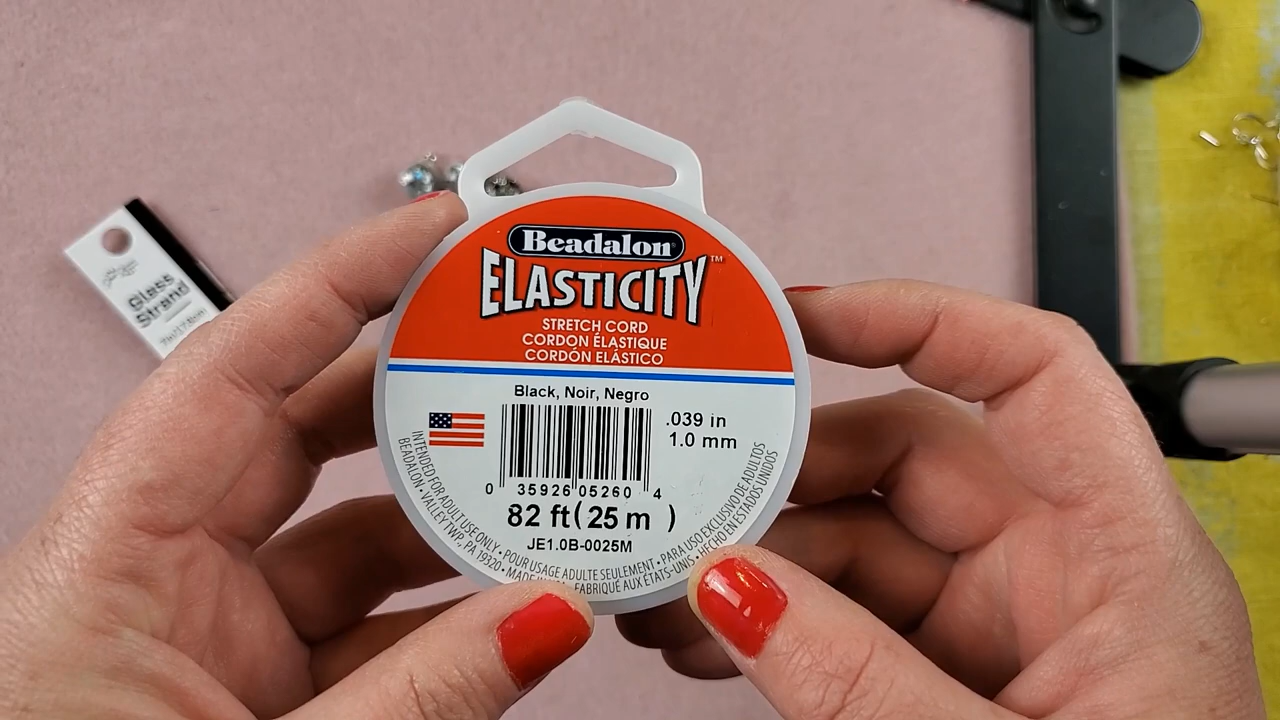 Beadalon®
ELASTICITY™
STRETCH CORD
CORDON ÉLASTIQUE
CORDÓN ELÁSTICO
Black, Noir, Negro
.039 in
1.0 mm
0 35926 05260 4
82 ft (25 m )
JE1.0B-0025M
INTENDED FOR ADULT USE ONLY • POUR USAGE ADULTE SEULEMENT • PARA USO EXCLUSIVO DE ADULTOS
BEADALON • VALLEY TWP., PA 19320 • MADE IN FABRIQUÉ AUX ÉTATS-UNIS • HECHO EN ESTADOS UNIDOS
Glass
Strand